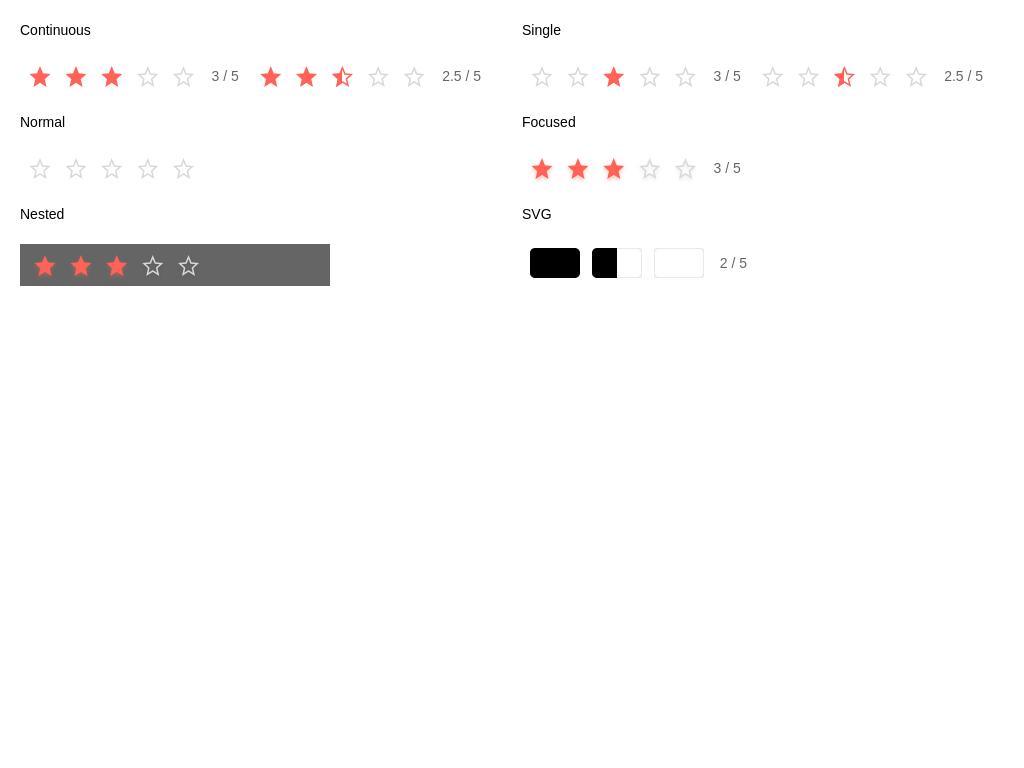 Continuous
3 / 5
2.5 / 5
Single
3 / 5
2.5 / 5
Normal
Focused
3 / 5
Nested
SVG
2 / 5